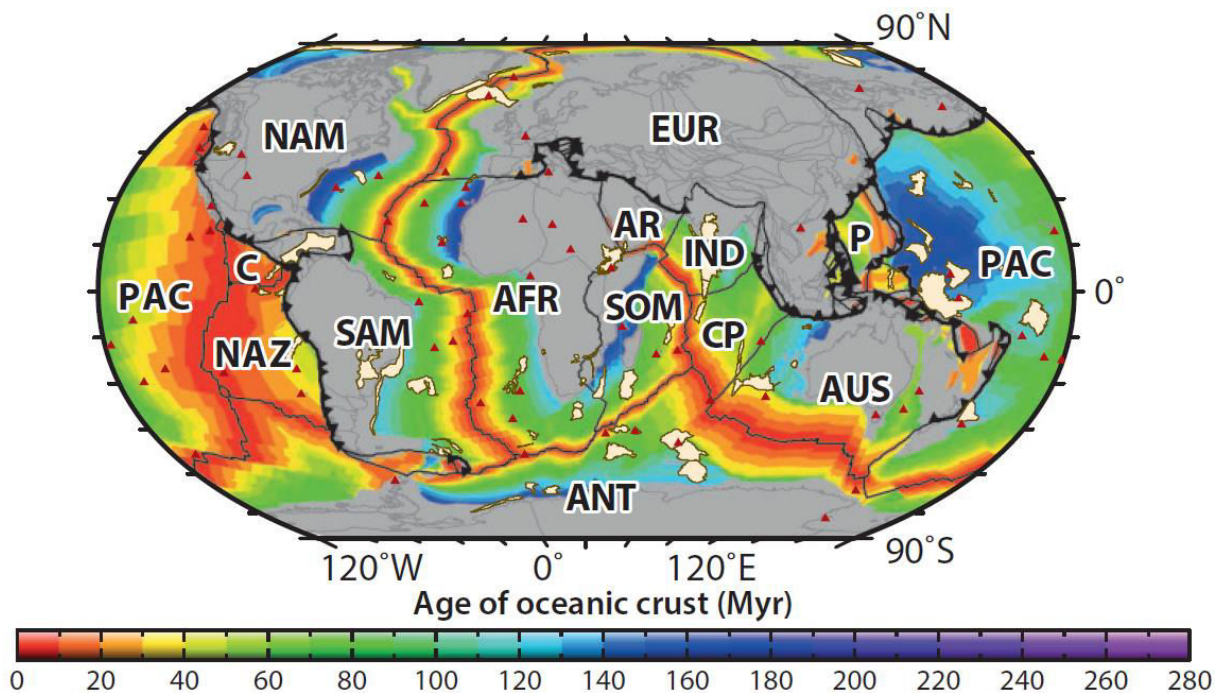 90°N
NAM
EUR
AR
IND
P
C
PAC
AFR
SOM
PAC
0°
SAM
CP
NAZ
AUS
ANT
90°S
120°W
0°
120°E
Age of oceanic crust (Myr)
0 20 40 60 80 100 120 140 160 180 200 220 240 260 280